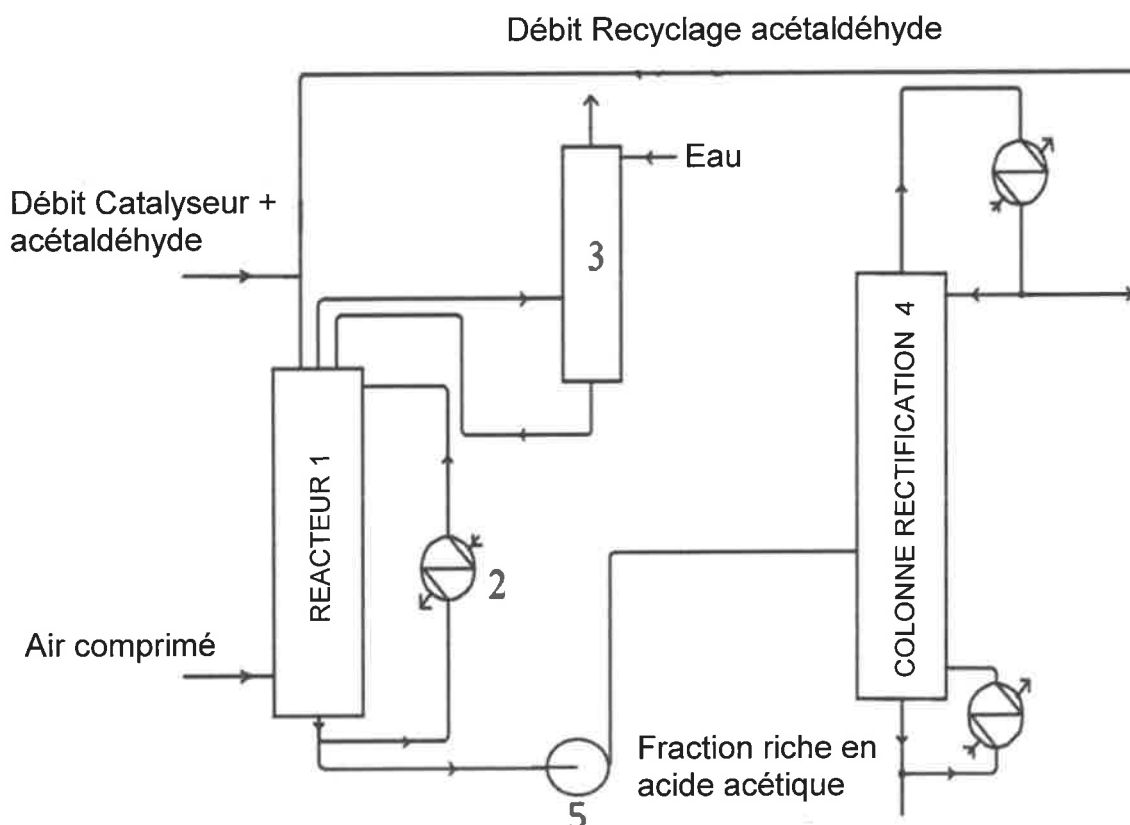 Débit Recyclage acétaldéhyde
Eau
Débit Catalyseur +
acétaldéhyde
3
COLONNE RECTIFICATION 4
REACTEUR 1
2
Air comprimé
Fraction riche en
acide acétique
5